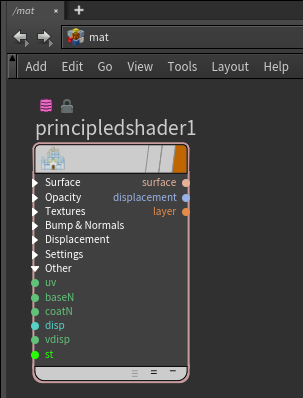 /mat × +
mat
Add Edit Go View Tools Layout Help
principledshader1
Surface surface
Opacity displacement
Textures layer
Bump & Normals
Displacement
Settings
Other
uv
baseN
coatN
disp
vdisp
st